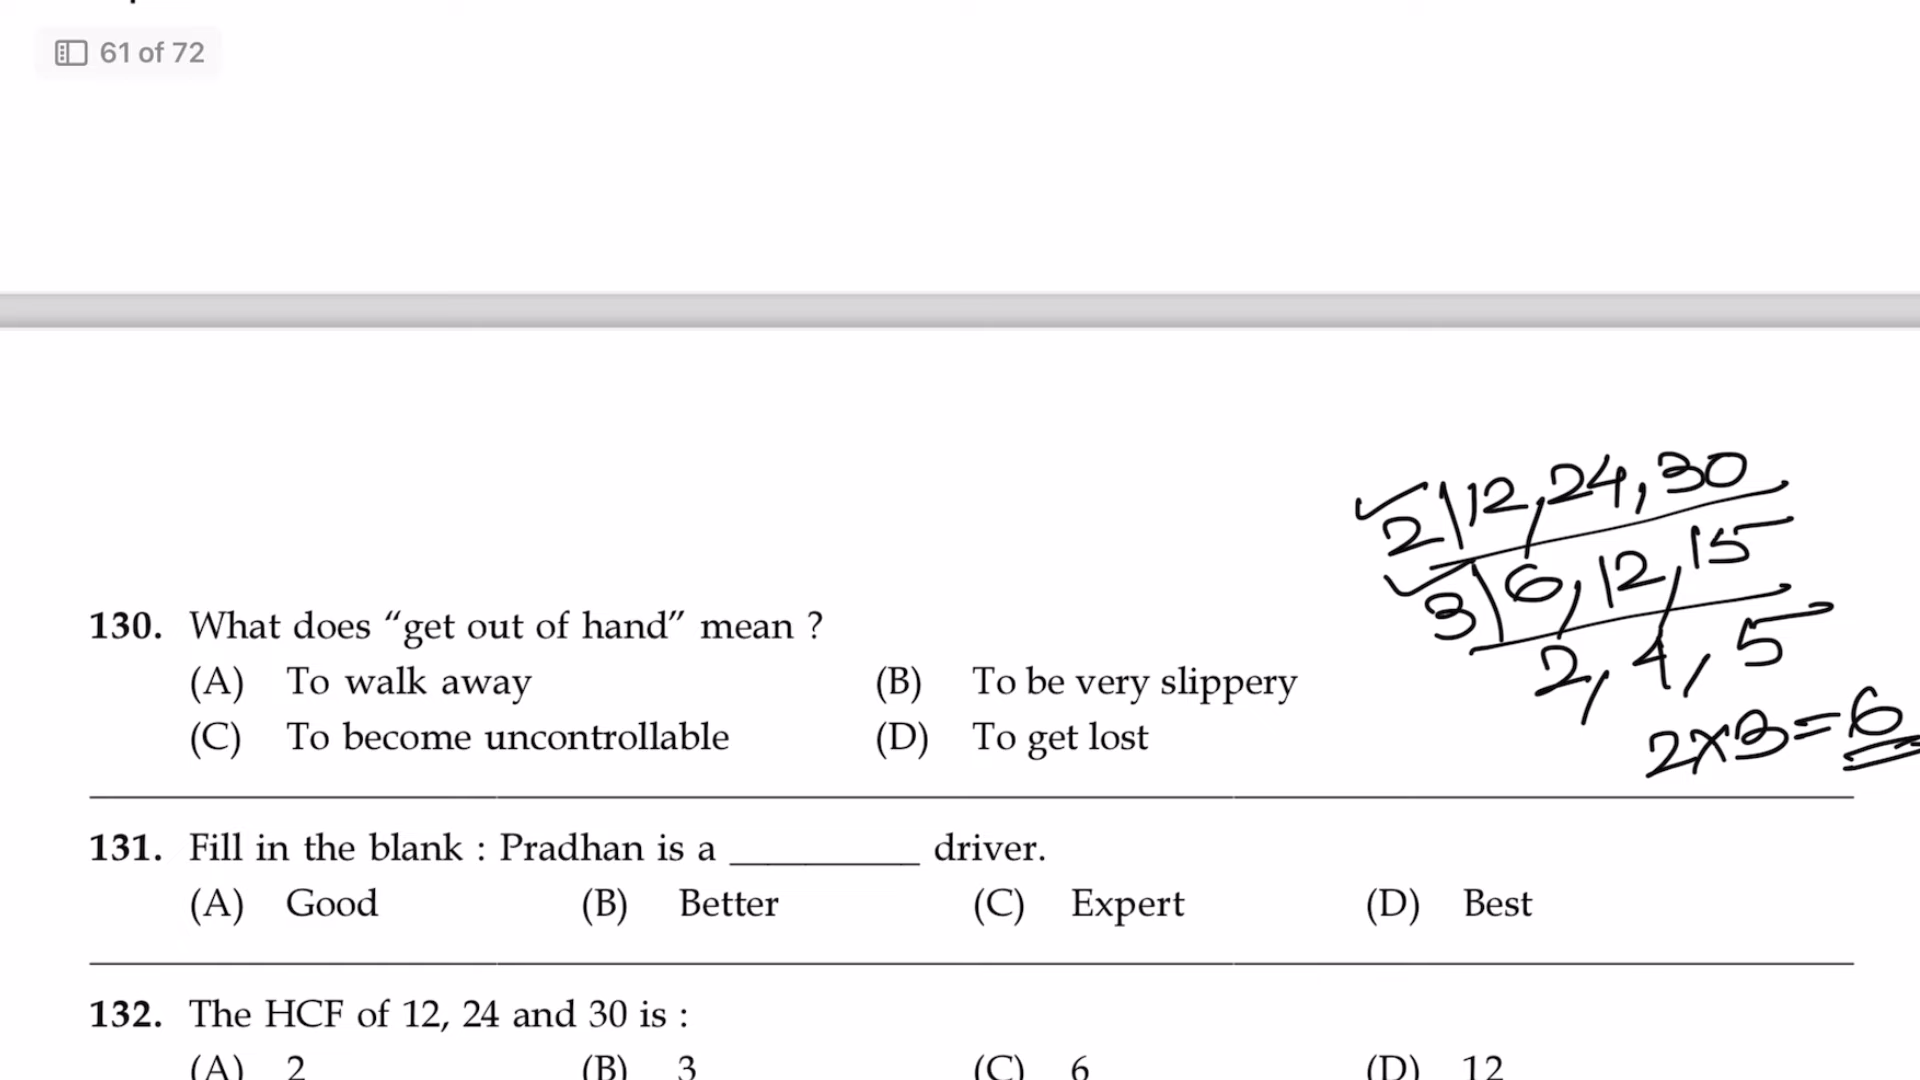 61 of 72
2 12, 24, 30
3 6, 12, 15
2, 4, 5
2x3=6
130. What does “get out of hand” mean ?
(A) To walk away (B) To be very slippery
(C) To become uncontrollable (D) To get lost
131. Fill in the blank : Pradhan is a __________ driver.
(A) Good (B) Better (C) Expert (D) Best
132. The HCF of 12, 24 and 30 is :
(A) 2 (B) 3 (C) 6 (D) 12